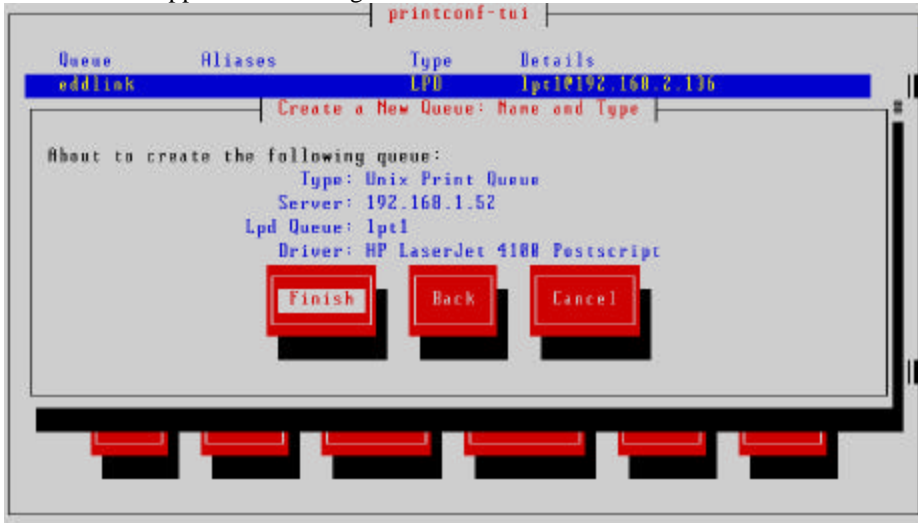 printconf-tui
Queue Aliases Type Details
eddlink LPD lpt1@192.168.2.136
Create a New Queue: Name and Type
About to create the following queue:
Type: Unix Print Queue
Server: 192.168.1.52
Lpd Queue: lpt1
Driver: HP LaserJet 4100 Postscript
Finish Back Cancel